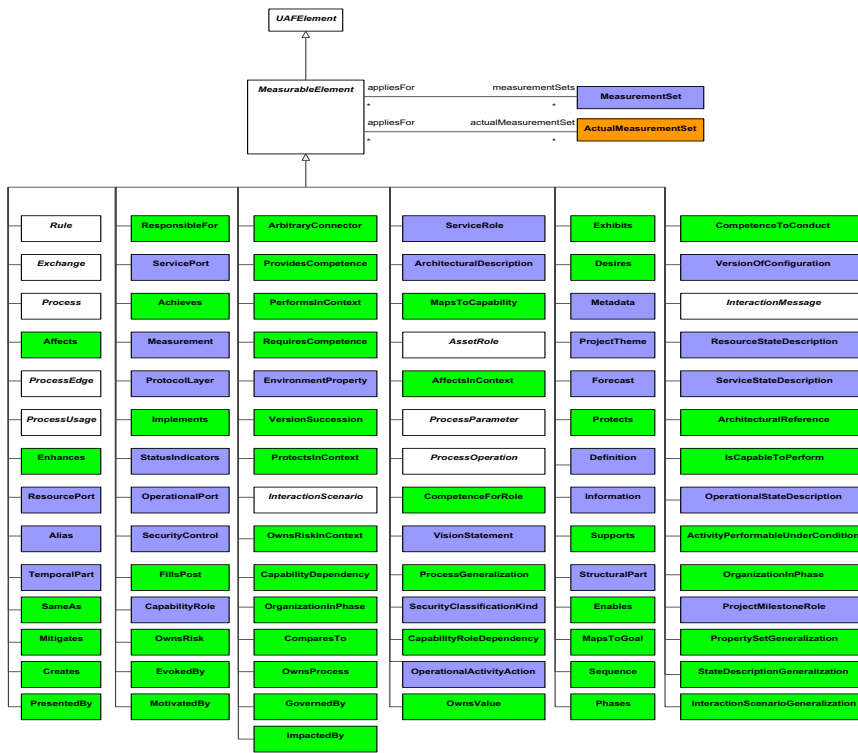 UAFElement
MeasurableElement
appliesFor
measurementSets
*
*
MeasurementSet
appliesFor
actualMeasurementSet
*
*
ActualMeasurementSet
Rule
Exchange
Process
Affects
ProcessEdge
ProcessUsage
Enhances
ResourcePort
Alias
TemporalPart
SameAs
Mitigates
Creates
PresentedBy
ResponsibleFor
ServicePort
Achieves
Measurement
ProtocolLayer
Implements
StatusIndicators
OperationalPort
SecurityControl
FillsPost
CapabilityRole
OwnsRisk
EvokedBy
MotivatedBy
ArbitraryConnector
ProvidesCompetence
PerformsInContext
RequiresCompetence
EnvironmentProperty
VersionSuccession
ProtectsInContext
InteractionScenario
OwnsRiskInContext
CapabilityDependency
OrganizationInPhase
ComparesTo
OwnsProcess
GovernedBy
ImpactedBy
ServiceRole
ArchitecturalDescription
MapsToCapability
AssetRole
AffectsInContext
ProcessParameter
ProcessOperation
CompetenceForRole
VisionStatement
ProcessGeneralization
SecurityClassificationKind
CapabilityRoleDependency
OperationalActivityAction
OwnsValue
Exhibits
Desires
Metadata
ProjectTheme
Forecast
Protects
Definition
Information
Supports
StructuralPart
Enables
MapsToGoal
Sequence
Phases
CompetenceToConduct
VersionOfConfiguration
InteractionMessage
ResourceStateDescription
ServiceStateDescription
ArchitecturalReference
IsCapableToPerform
OperationalStateDescription
ActivityPerformableUnderCondition
OrganizationInPhase
ProjectMilestoneRole
PropertySetGeneralization
StateDescriptionGeneralization
InteractionScenarioGeneralization